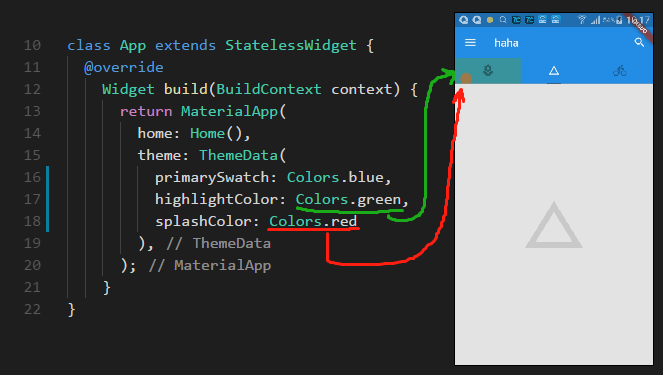 10 class App extends StatelessWidget {
11 @override
12 Widget build(BuildContext context) {
13 return MaterialApp(
14 home: Home(),
15 theme: ThemeData(
16 primarySwatch: Colors.blue,
17 highlightColor: Colors.green,
18 splashColor: Colors.red
19 ), // ThemeData
20 ); // MaterialApp
21 }
22 }
54% 10:17
haha